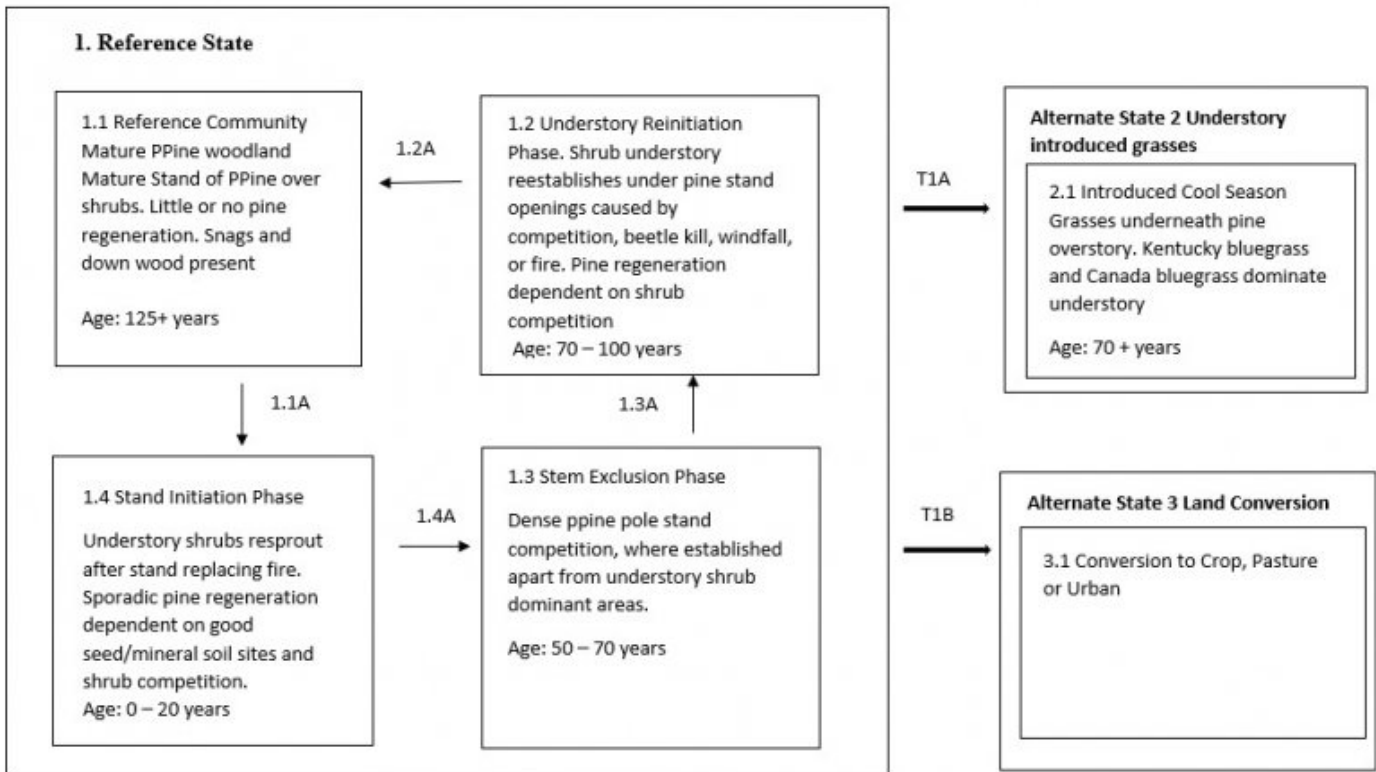 1. Reference State
1.1 Reference Community
Mature PPine woodland
Mature Stand of PPine over
shrubs. Little or no pine
regeneration. Snags and
down wood present
Age: 125+ years
1.2A
1.2 Understory Reinitiation
Phase. Shrub understory
reestablishes under pine stand
openings caused by
competition, beetle kill, windfall,
or fire. Pine regeneration
dependent on shrub
competition
Age: 70 – 100 years
T1A
Alternate State 2 Understory
introduced grasses
2.1 Introduced Cool Season
Grasses underneath pine
overstory. Kentucky bluegrass
and Canada bluegrass dominate
understory
Age: 70 + years
1.1A
1.3A
1.4 Stand Initiation Phase
Understory shrubs resprout
after stand replacing fire.
Sporadic pine regeneration
dependent on good
seed/mineral soil sites and
shrub competition.
Age: 0 – 20 years
1.4A
1.3 Stem Exclusion Phase
Dense ppine pole stand
competition, where established
apart from understory shrub
dominant areas.
Age: 50 – 70 years
T1B
Alternate State 3 Land Conversion
3.1 Conversion to Crop, Pasture
or Urban